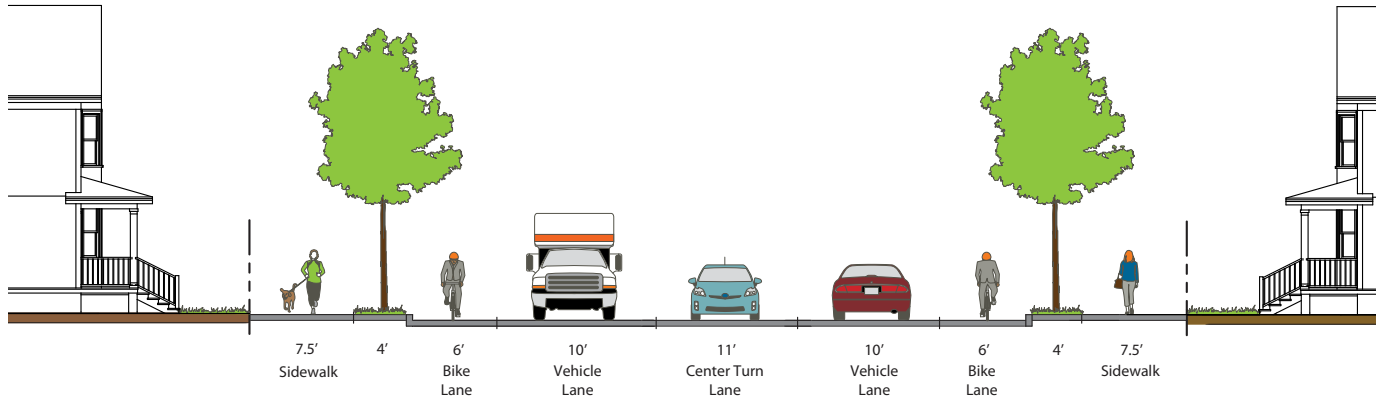 7.5’ 4’ 6’ 10’ 11’ 10’ 6’ 4’ 7.5’
Sidewalk Bike Vehicle Center Turn Vehicle Bike Sidewalk
Lane Lane Lane Lane Lane